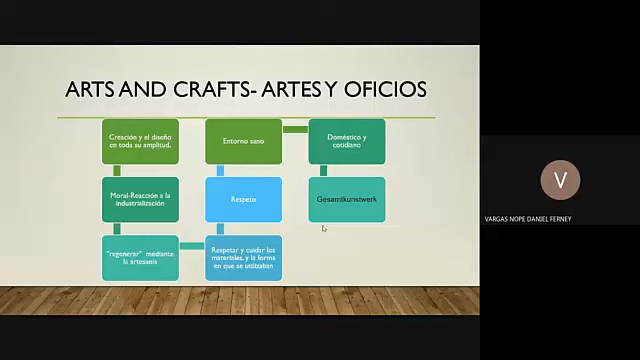 ARTS AND CRAFTS- ARTES Y OFICIOS
Creación y el diseño
en toda su amplitud,
Moral-Reacción a la
industrialización
"regenerar" mediante
la artesanía
Respetar y cuidar los
materiales, y la forma
en que se utilizaban
Respeto
Entorno sano
Doméstico y
cotidiano
Gesamtkunstwerk
V
VARGAS NOPE DANIEL FERNEY